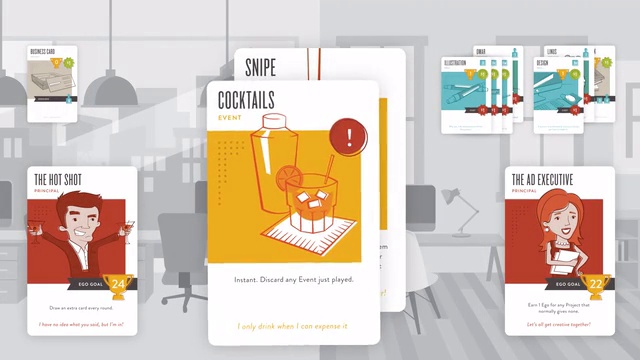 BUSINESS CARD
SNIPE
COCKTAILS
EVENT
!
Instant. Discard any Event just played.
I only drink when I can expense it
THE HOT SHOT
PRINCIPAL
EGO GOAL
24
Draw an extra card every round.
I have no idea what you said, but I'm in!
ILLUSTRATION
OMAR
DESIGN
LINUS
THE AD EXECUTIVE
PRINCIPAL
EGO GOAL
22
Earn 1 Ego for any Project that
normally gives none.
Let's all get creative together!